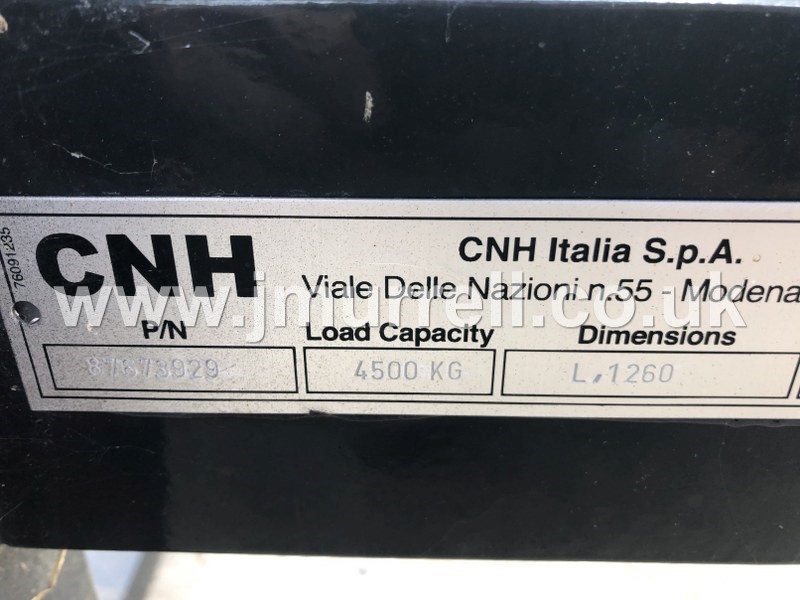 76091235
CNH
CNH Italia S.p.A.
Viale Delle Nazioni n.55 - Modena
P/N Load Capacity Dimensions
87673929 4500 KG L.1260
www.jmurrell.co.uk